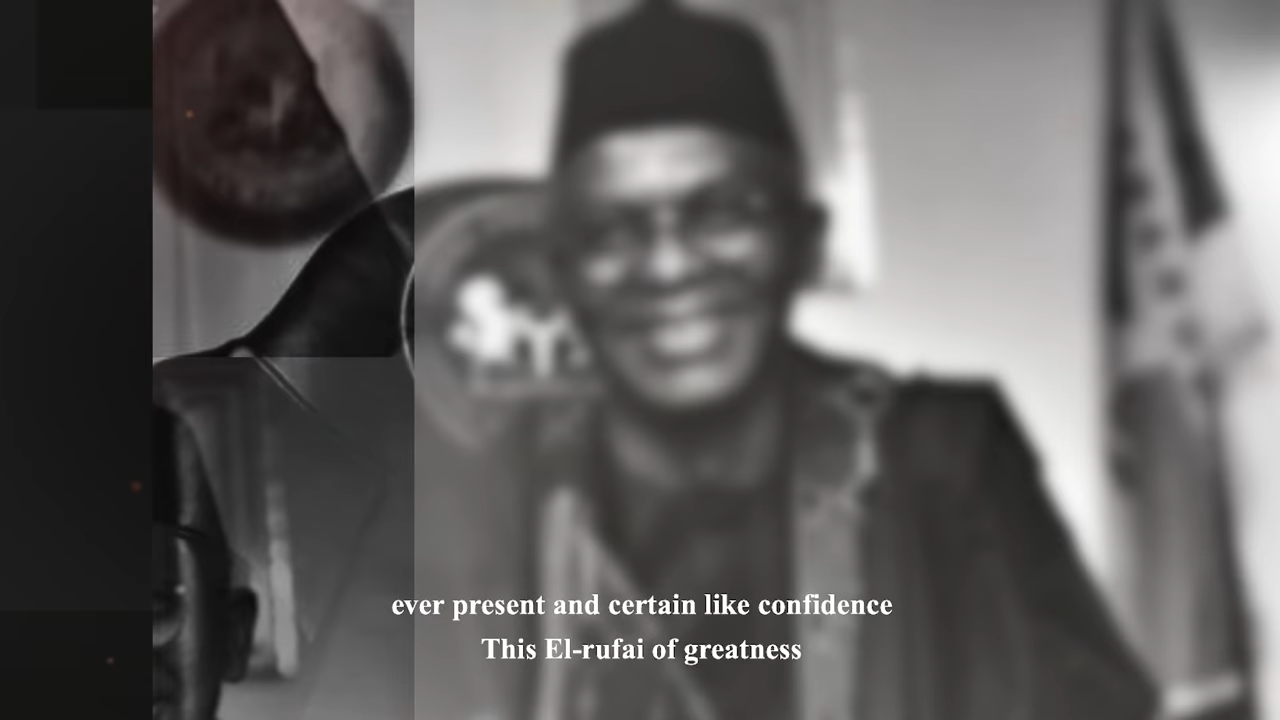 ever present and certain like confidence
This El-rufai of greatness